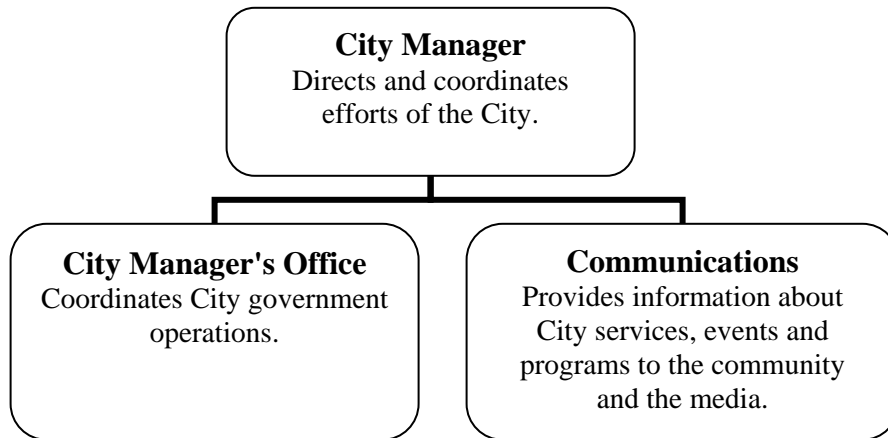 City Manager
Directs and coordinates
efforts of the City.
City Manager's Office
Coordinates City government
operations.
Communications
Provides information about
City services, events and
programs to the community
and the media.